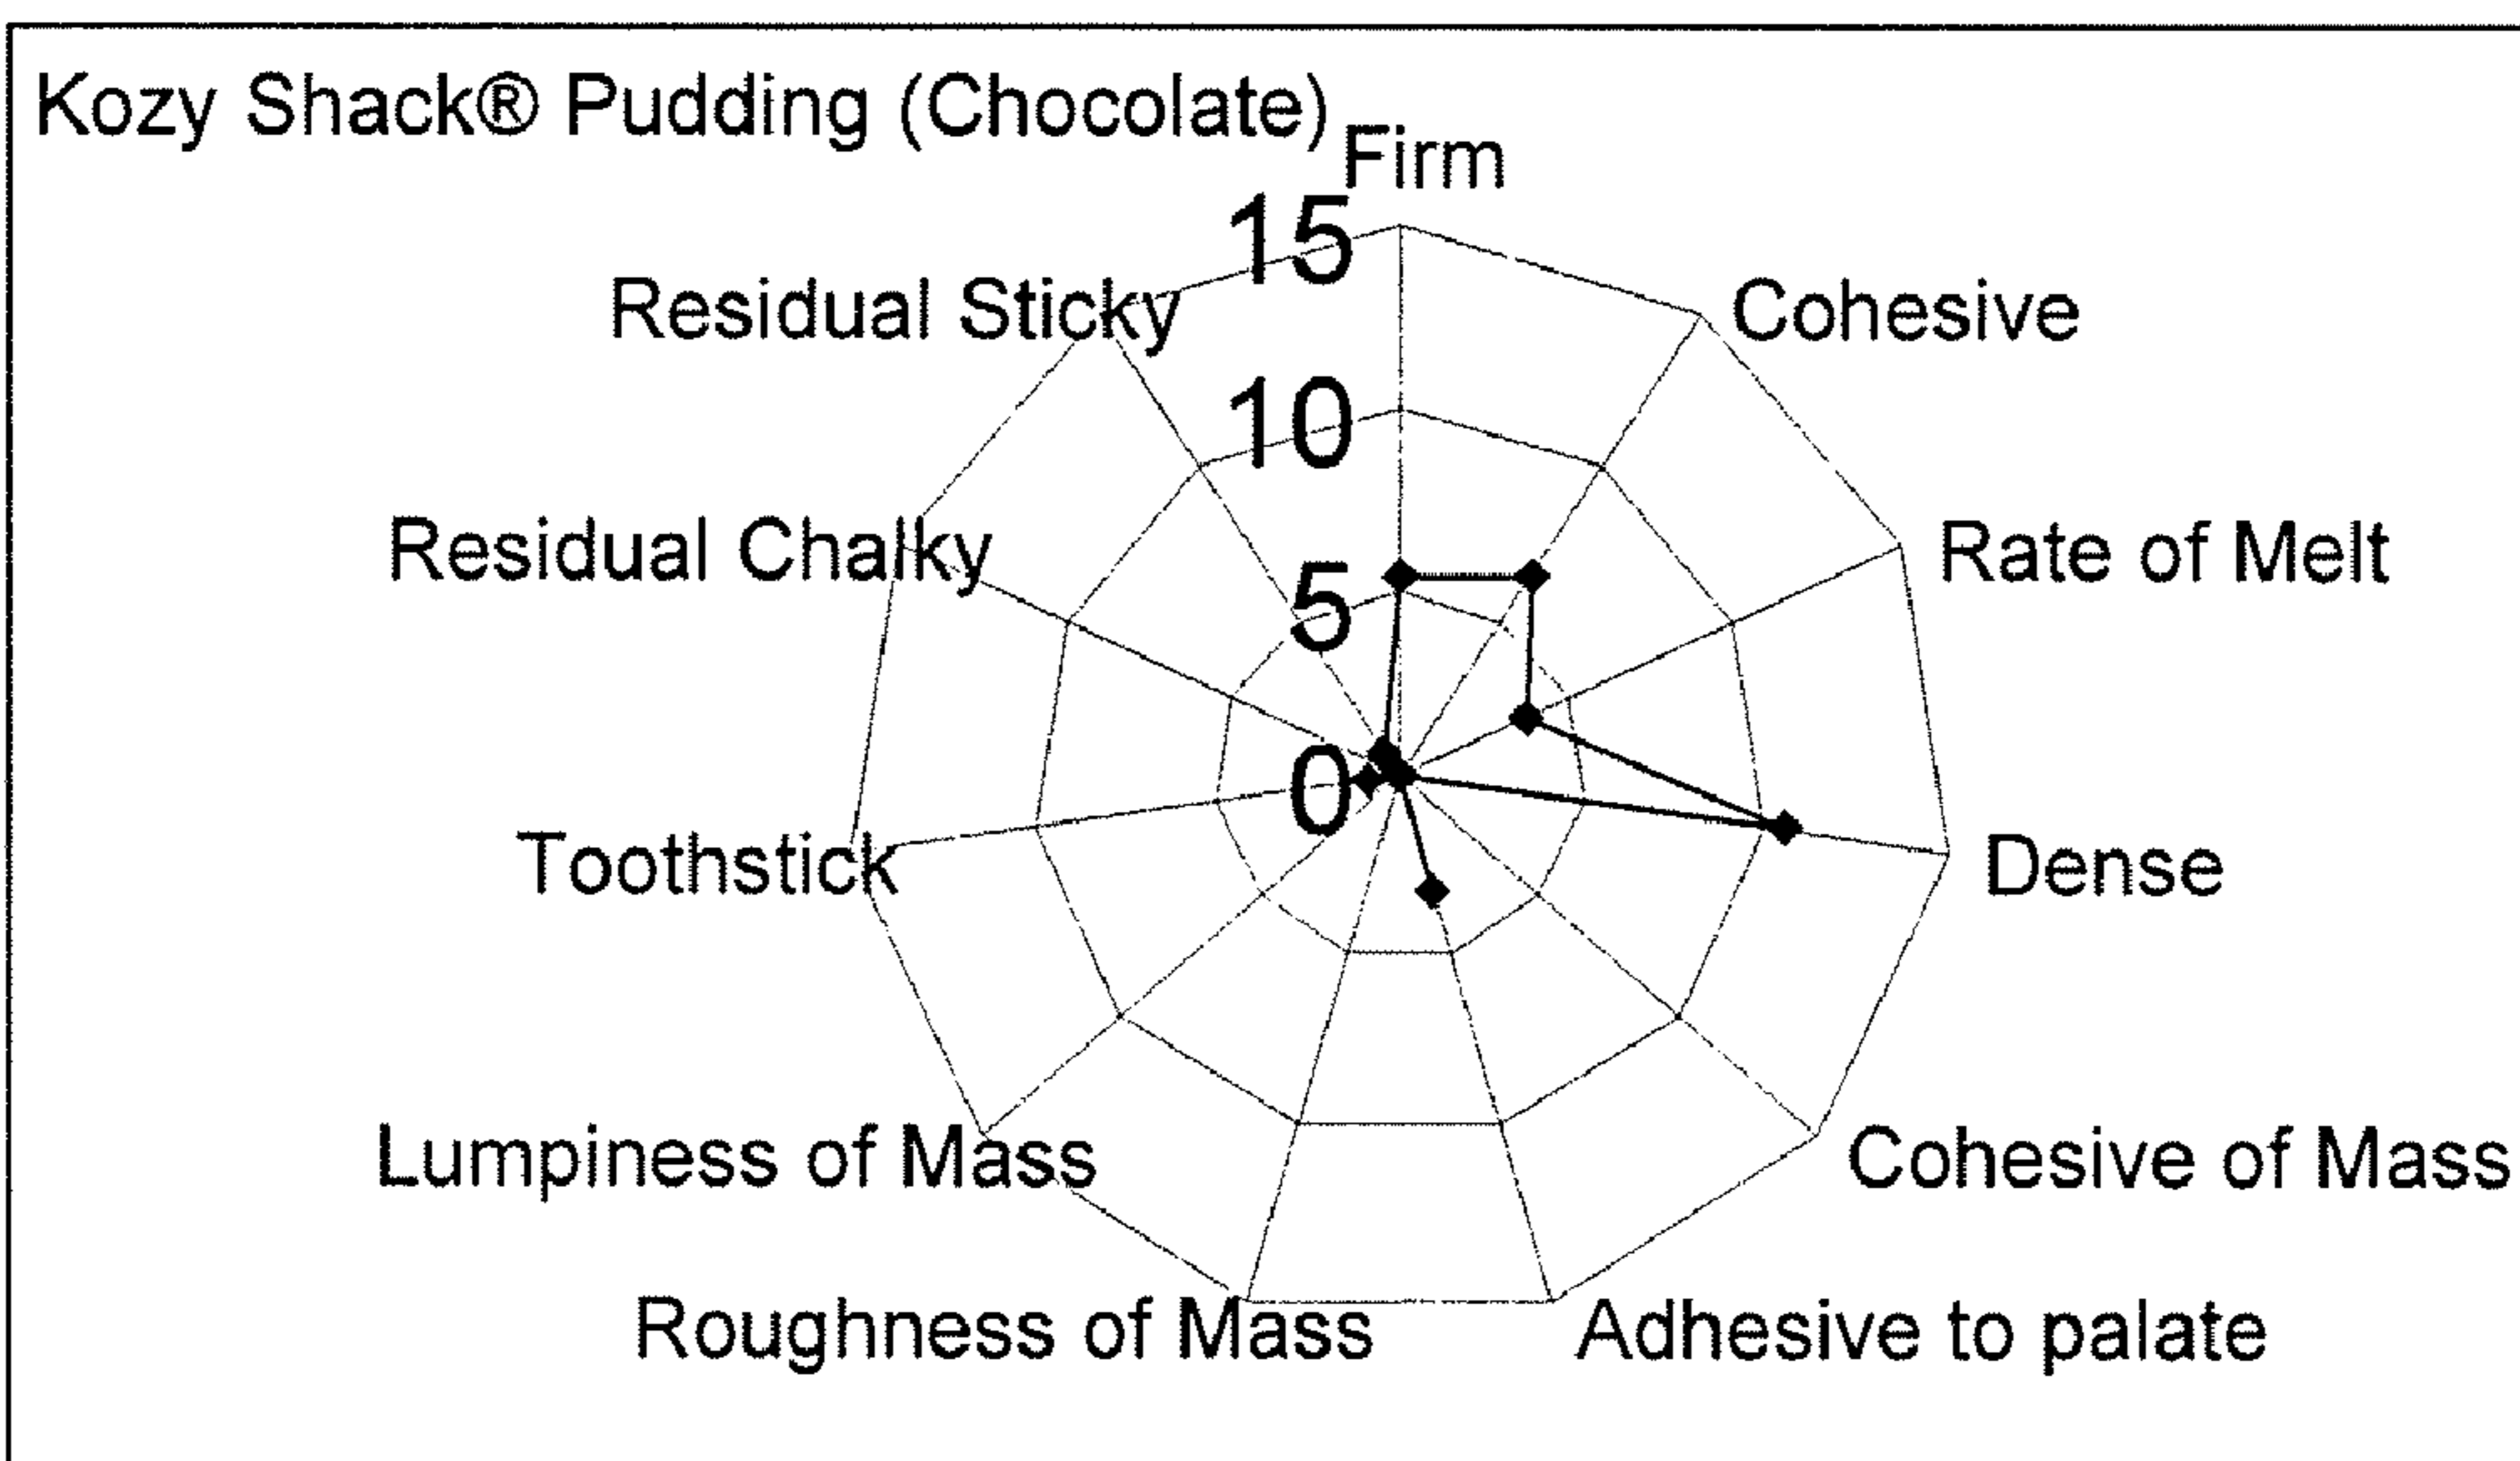 Kozy Shack® Pudding (Chocolate)
Firm
15
Residual Sticky
Cohesive
10
Residual Chalky
Rate of Melt
5
0
Toothstick
Dense
Lumpiness of Mass
Cohesive of Mass
Roughness of Mass
Adhesive to palate